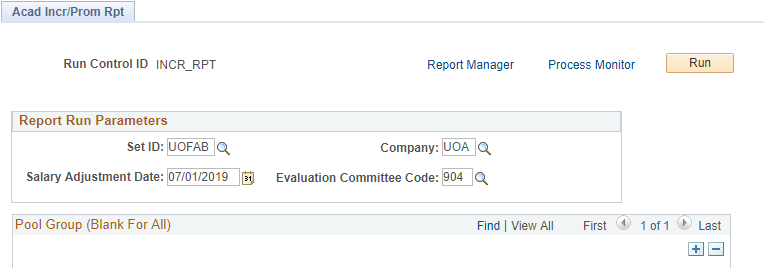 Acad Incr/Prom Rpt
Run Control ID INCR_RPT Report Manager Process Monitor Run
Report Run Parameters
Set ID: UOFAB Company: UOA
Salary Adjustment Date: 07/01/2019 31 Evaluation Committee Code: 904
Pool Group (Blank For All) Find | View All First 1 of 1 Last